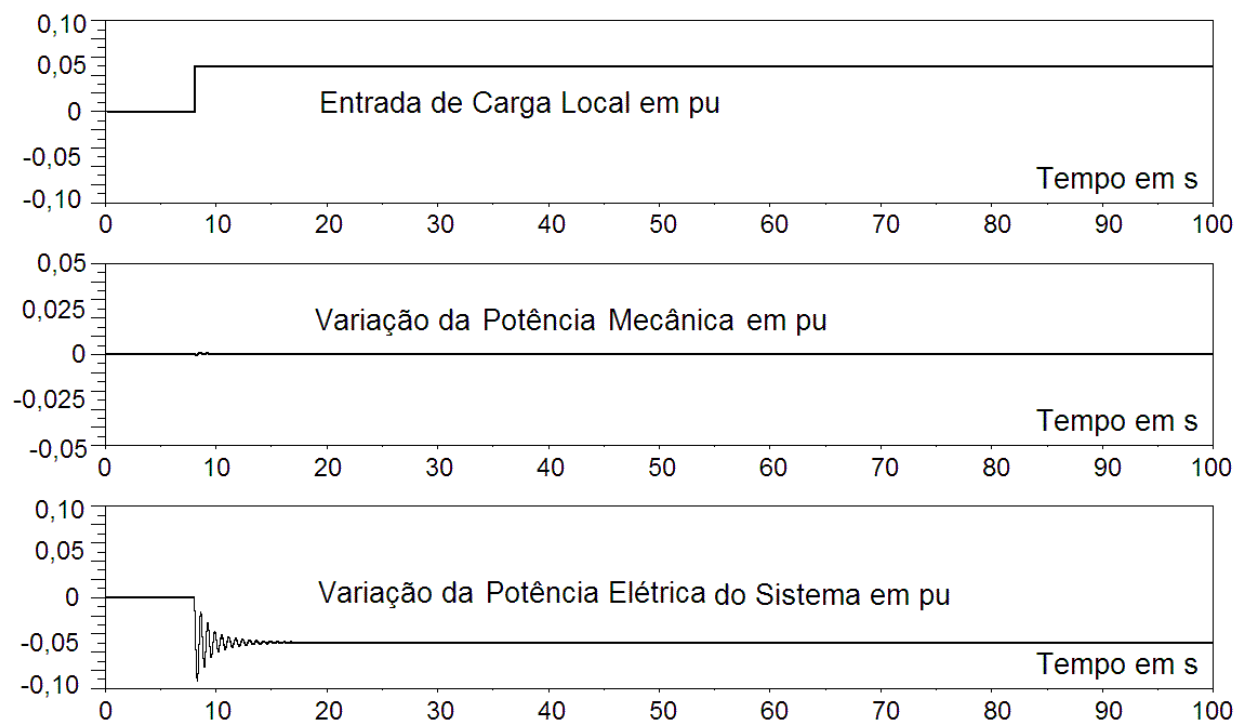 0,10
0,05
0
-0,05
-0,10
Entrada de Carga Local em pu
Tempo em s
0 10 20 30 40 50 60 70 80 90 100
0,05
0,025
0
-0,025
-0,05
Variação da Potência Mecânica em pu
Tempo em s
0 10 20 30 40 50 60 70 80 90 100
0,10
0,05
0
-0,05
-0,10
Variação da Potência Elétrica do Sistema em pu
Tempo em s
0 10 20 30 40 50 60 70 80 90 100